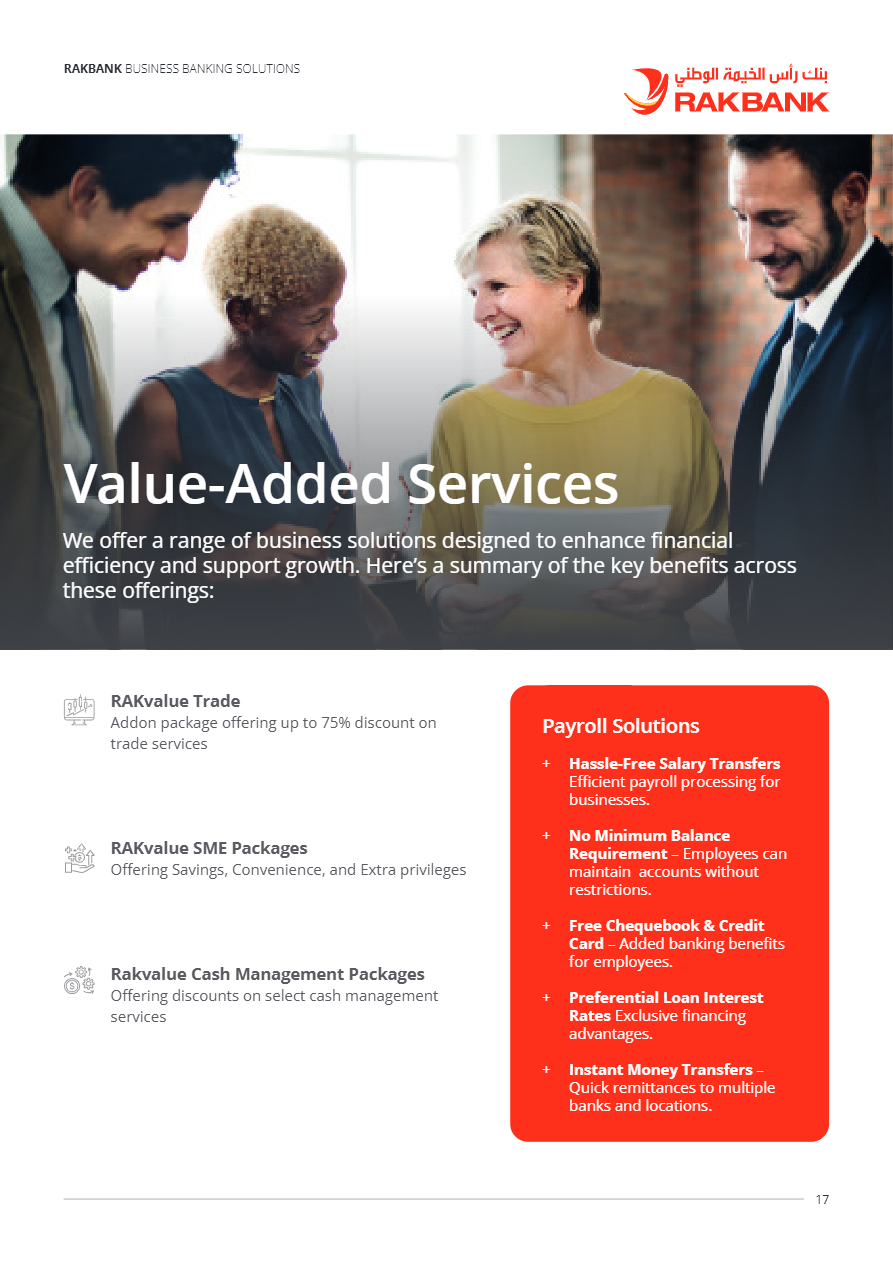 RAKBANK BUSINESS BANKING SOLUTIONS
بنك رأس الخيمة الوطني
RAKBANK
Value-Added Services
We offer a range of business solutions designed to enhance financial
efficiency and support growth. Here’s a summary of the key benefits across
these offerings:
RAKvalue Trade
Addon package offering up to 75% discount on
trade services
RAKvalue SME Packages
Offering Savings, Convenience, and Extra privileges
Rakvalue Cash Management Packages
Offering discounts on select cash management
services
Payroll Solutions
+ Hassle-Free Salary Transfers
Efficient payroll processing for
businesses.
+ No Minimum Balance
Requirement – Employees can
maintain  accounts without
restrictions.
+ Free Chequebook & Credit
Card – Added banking benefits
for employees.
+ Preferential Loan Interest
Rates Exclusive financing
advantages.
+ Instant Money Transfers –
Quick remittances to multiple
banks and locations.
17